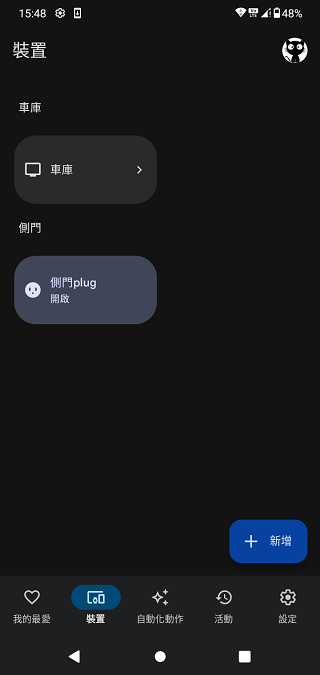 15:48 48%
裝置
車庫
車庫
側門
側門plug
開啟
新增
我的最愛 裝置 自動化動作 活動 設定